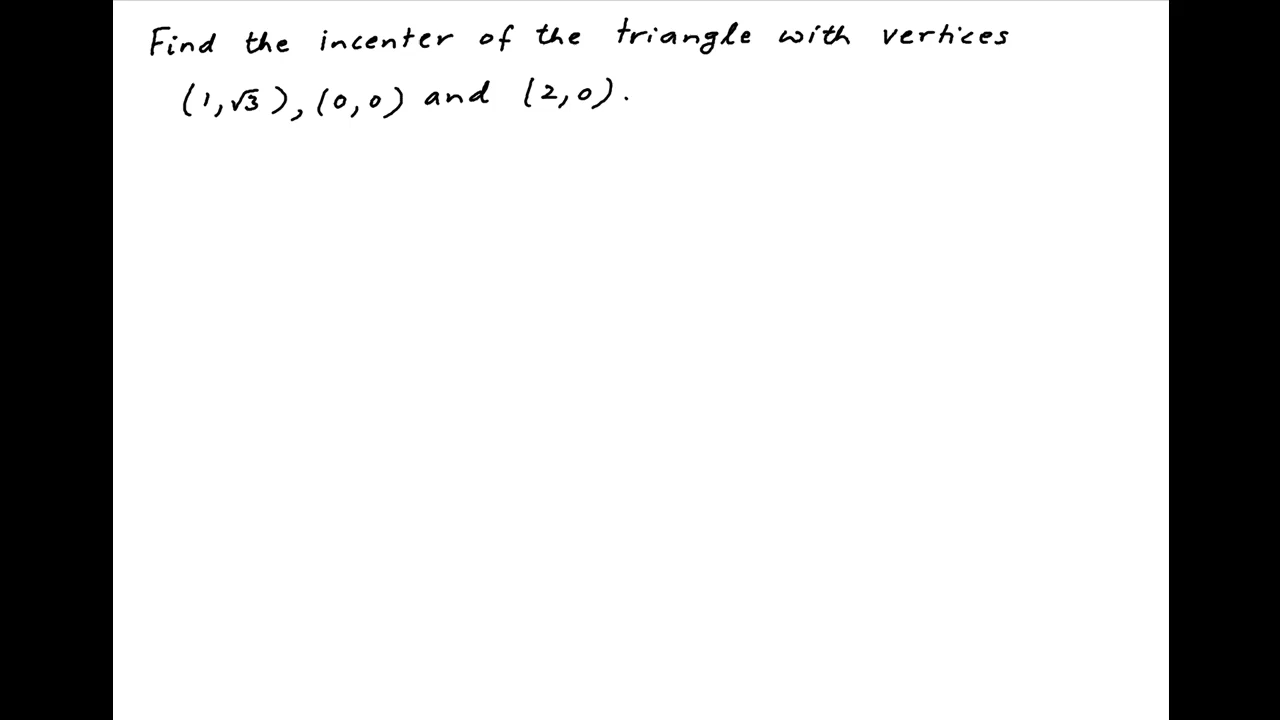 Find the incenter of the triangle with vertices
(1,√3), (0,0) and (2,0).